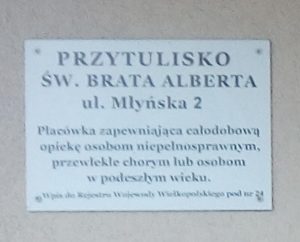 PRZYTULISKO
ŚW. BRATA ALBERTA
ul. Młyńska 2
Placówka zapewniająca całodobową
opiekę osobom niepełnosprawnym,
przewlekle chorym lub osobom
w podeszłym wieku.
Wpis do Rejestru Wojewody Wielkopolskiego pod nr 24